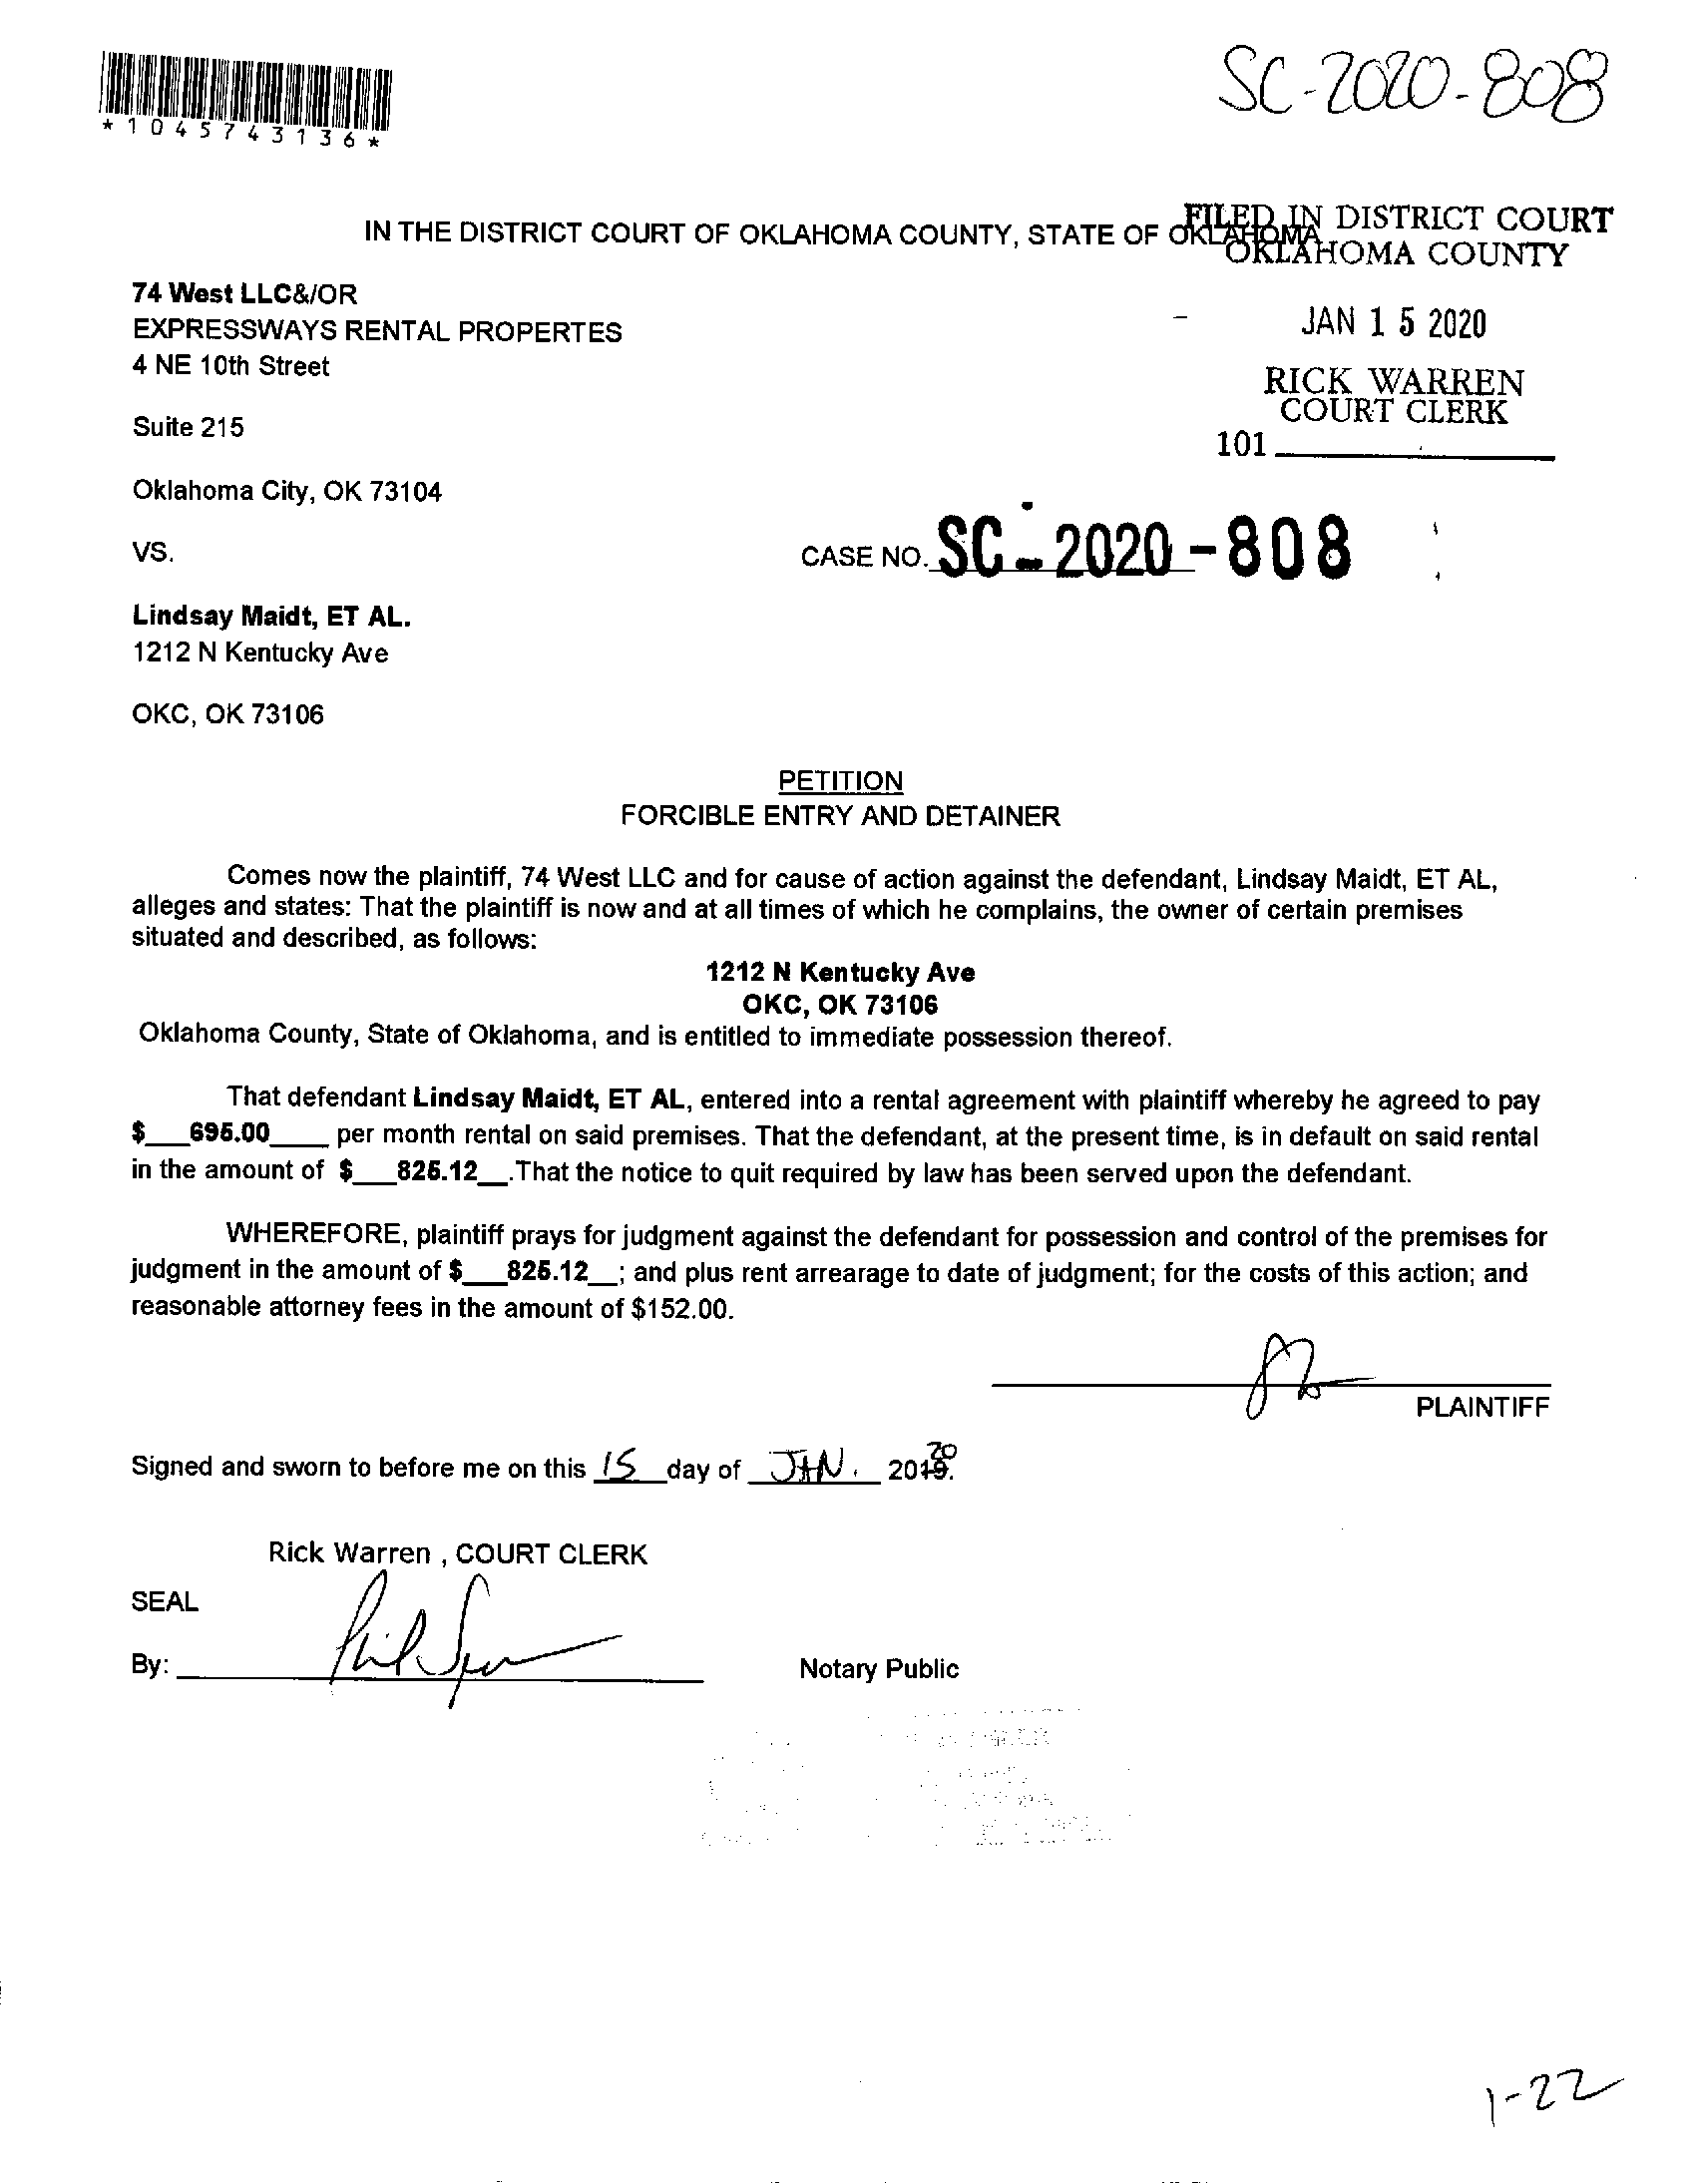 SC-2020-808
*1045743136*
IN THE DISTRICT COURT OF OKLAHOMA COUNTY, STATE OF OKLAHOMA
FILED IN DISTRICT COURT
OKLAHOMA COUNTY
74 West LLC&/OR
EXPRESSWAYS RENTAL PROPERTES
JAN 15 2020
4 NE 10th Street
RICK WARREN
COURT CLERK
Suite 215
101
Oklahoma City, OK 73104
VS.
CASE NO. SC-2020-808
Lindsay Maidt, ET AL.
1212 N Kentucky Ave
OKC, OK 73106
PETITION
FORCIBLE ENTRY AND DETAINER
Comes now the plaintiff, 74 West LLC and for cause of action against the defendant, Lindsay Maidt, ET AL,
alleges and states: That the plaintiff is now and at all times of which he complains, the owner of certain premises
situated and described, as follows:
1212 N Kentucky Ave
OKC, OK 73106
Oklahoma County, State of Oklahoma, and is entitled to immediate possession thereof.
That defendant Lindsay Maidt, ET AL, entered into a rental agreement with plaintiff whereby he agreed to pay
$___695.00____ per month rental on said premises. That the defendant, at the present time, is in default on said rental
in the amount of $___825.12__.That the notice to quit required by law has been served upon the defendant.
WHEREFORE, plaintiff prays for judgment against the defendant for possession and control of the premises for
judgment in the amount of $___825.12__; and plus rent arrearage to date of judgment; for the costs of this action; and
reasonable attorney fees in the amount of $152.00.
PLAINTIFF
Signed and sworn to before me on this 15 day of JAN. 2020.
Rick Warren , COURT CLERK
SEAL
By:
Notary Public
1-22